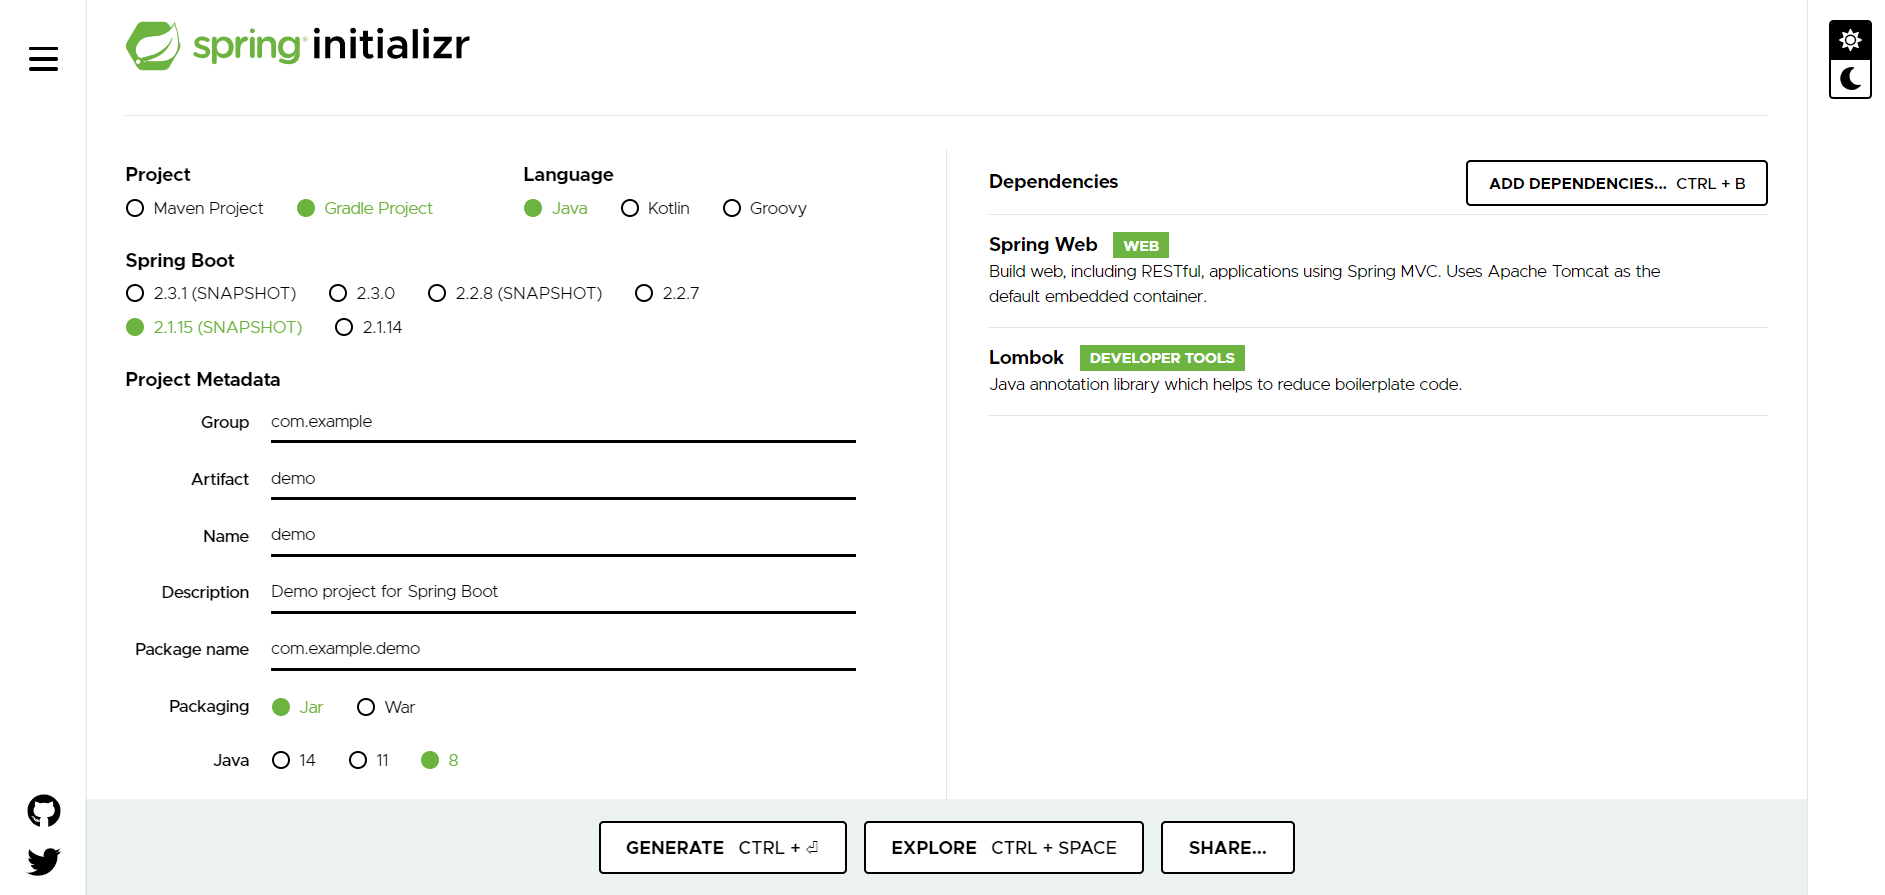 spring initializr
Project
Maven Project Gradle Project
Language
Java Kotlin Groovy
Spring Boot
2.3.1 (SNAPSHOT) 2.3.0 2.2.8 (SNAPSHOT) 2.2.7
2.1.15 (SNAPSHOT) 2.1.14
Project Metadata
Group com.example
Artifact demo
Name demo
Description Demo project for Spring Boot
Package name com.example.demo
Packaging Jar War
Java 14 11 8
Dependencies ADD DEPENDENCIES... CTRL + B
Spring Web WEB
Build web, including RESTful, applications using Spring MVC. Uses Apache Tomcat as the
default embedded container.
Lombok DEVELOPER TOOLS
Java annotation library which helps to reduce boilerplate code.
GENERATE CTRL + ⏎ EXPLORE CTRL + SPACE SHARE...